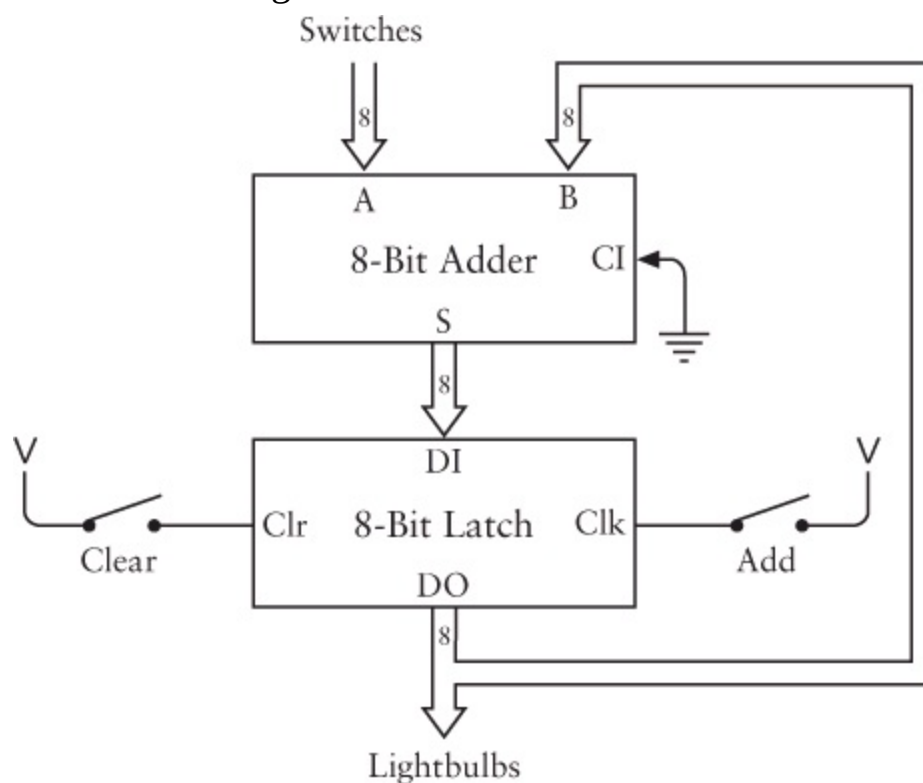 Switches
8
8
A
B
8-Bit Adder
CI
S
8
V
V
DI
Clr
8-Bit Latch
Clk
Clear
Add
DO
8
Lightbulbs